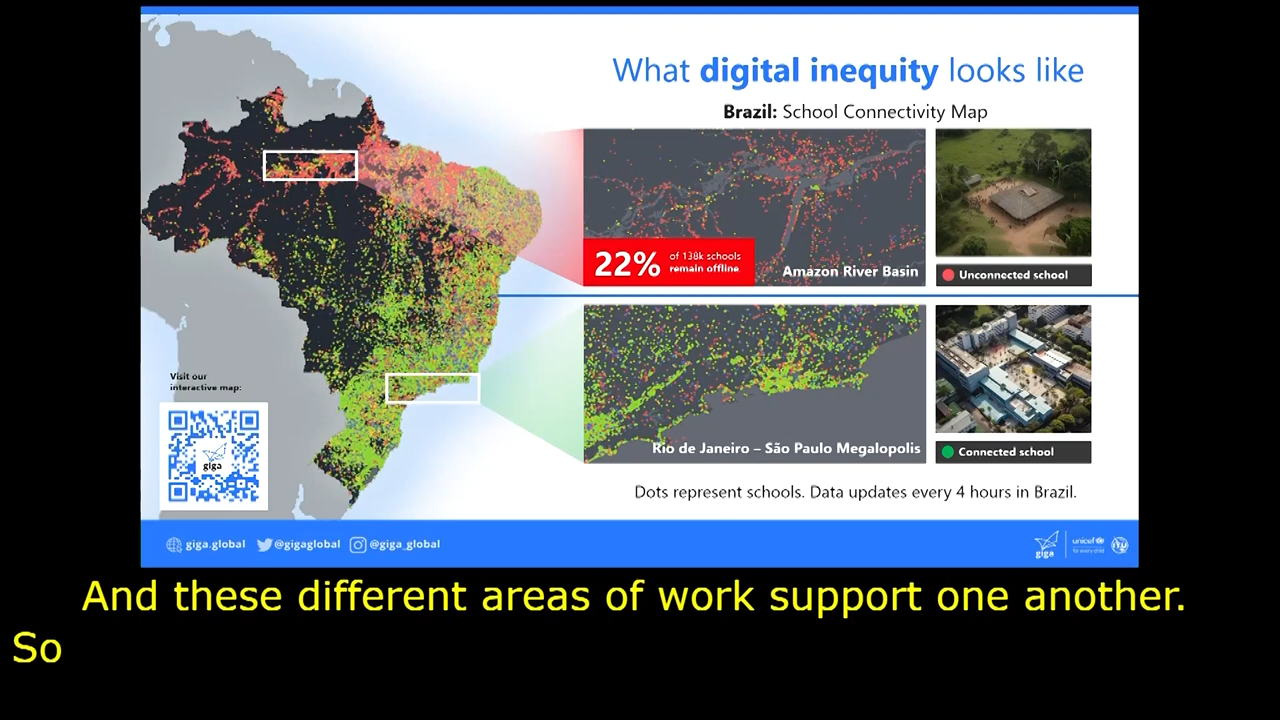 What digital inequity looks like
Brazil: School Connectivity Map
22%
of 138k schools
remain offline.
Amazon River Basin
Unconnected school
Rio de Janeiro – São Paulo Megalopolis
Connected school
Visit our
interactive map:
giga
Dots represent schools. Data updates every 4 hours in Brazil.
giga.global
@gigaglobal
@giga_global
giga
unicef
for every child
And these different areas of work support one another.
So